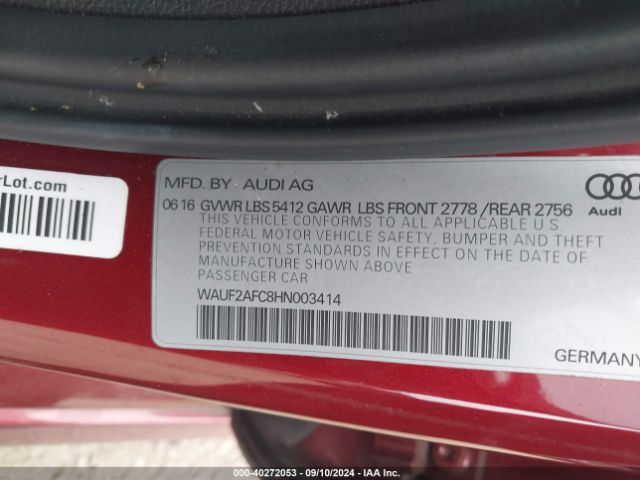 rLot.com
MFD. BY AUDI AG
06 16 GVWR LBS 5412 GAWR LBS FRONT 2778 /REAR 2756
THIS VEHICLE CONFORMS TO ALL APPLICABLE U.S.
FEDERAL MOTOR VEHICLE SAFETY, BUMPER AND THEFT
PREVENTION STANDARDS IN EFFECT ON THE DATE OF
MANUFACTURE SHOWN ABOVE
PASSENGER CAR
WAUF2AFC8HN003414
Audi
GERMANY
000-40272053 - 09/10/2024 - IAA Inc.